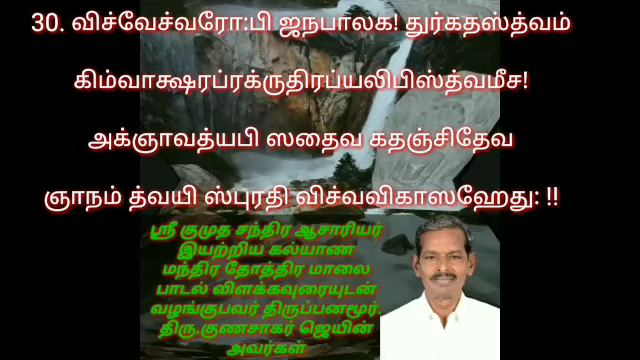 30. விச்வேச்வரோ:பி ஜநபாலக! துர்கதஸ்த்வம்
கிம்வாக்ஷரப்ரக்ருதிரப்யலிபிஸ்த்வமீச!
அக்ஞாவத்யபி ஸதைவ கதஞ்சிதேவ
ஞாநம் த்வயி ஸ்புரதி விச்வவிகாஸஹேது: !!
ஸ்ரீ குமுத சந்திர ஆசாரியர்
இயற்றிய கல்யாண
மந்திர தோத்திர மாலை
பாடல் விளக்கவுரையுடன்
வழங்குபவர் திருப்பனமூர்.
திரு.குணசாகர் ஜெயின்
அவர்கள்